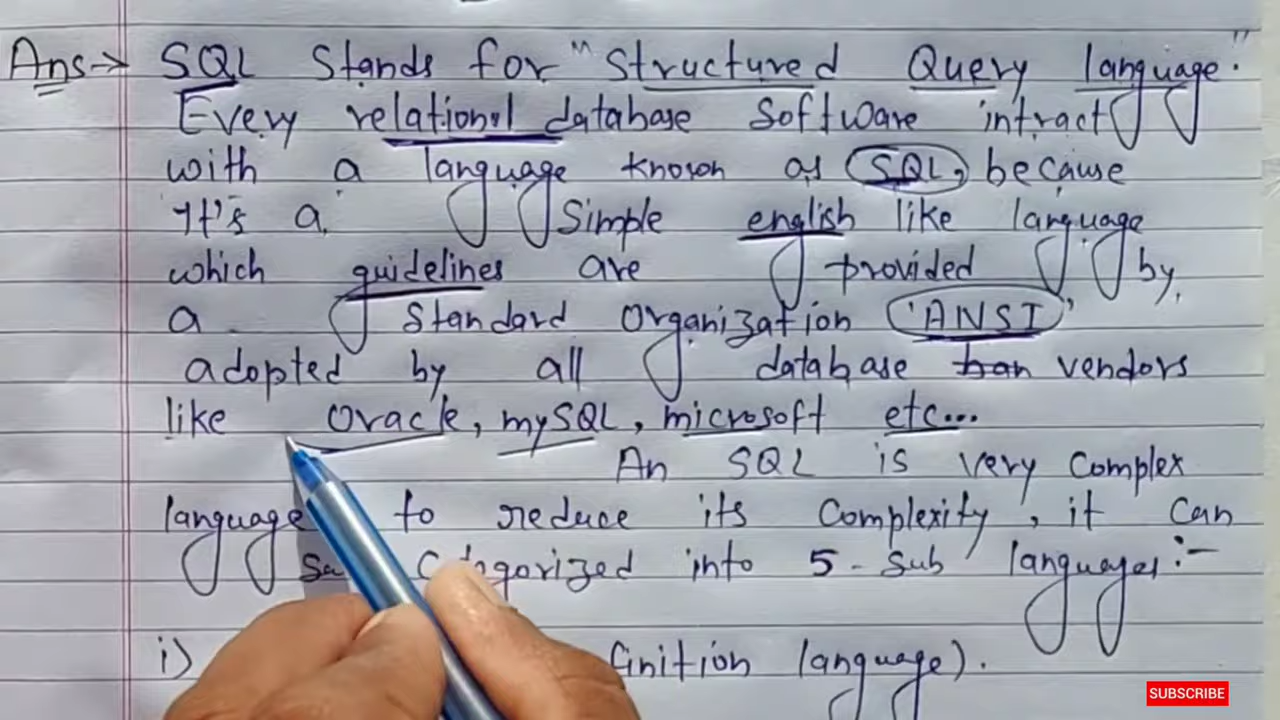 Ans→ SQL Stands for "Structured Query language."
Every relational database Software intract
with a language known as SQL, because
It's a Simple english like language
which guidelines are provided by,
a Standard Organization 'ANSI'
adopted by all database vendors
like Oracle, mySQL, microsoft etc...
An SQL is very Complex
language to reduce its Complexity, it can
categorized into 5 - Sub languages:-
i) finition language).
SUBSCRIBE